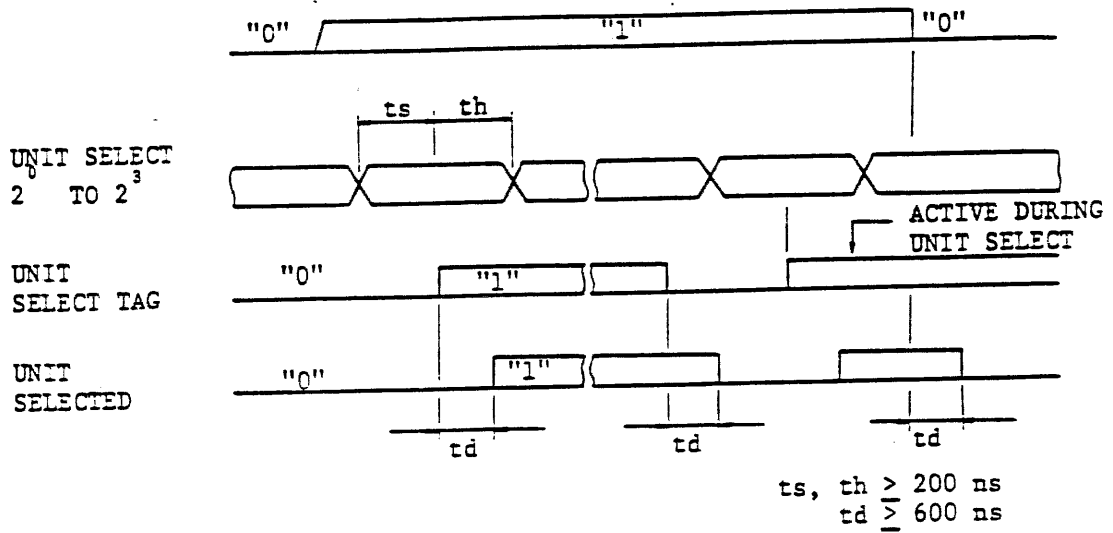 "0" "1" "0"
ts th
UNIT SELECT
2⁰ TO 2³
ACTIVE DURING
UNIT SELECT
UNIT
SELECT TAG
"0" "1"
UNIT
SELECTED
"0" "1"
td td td
ts, th ≥ 200 ns
td ≥ 600 ns